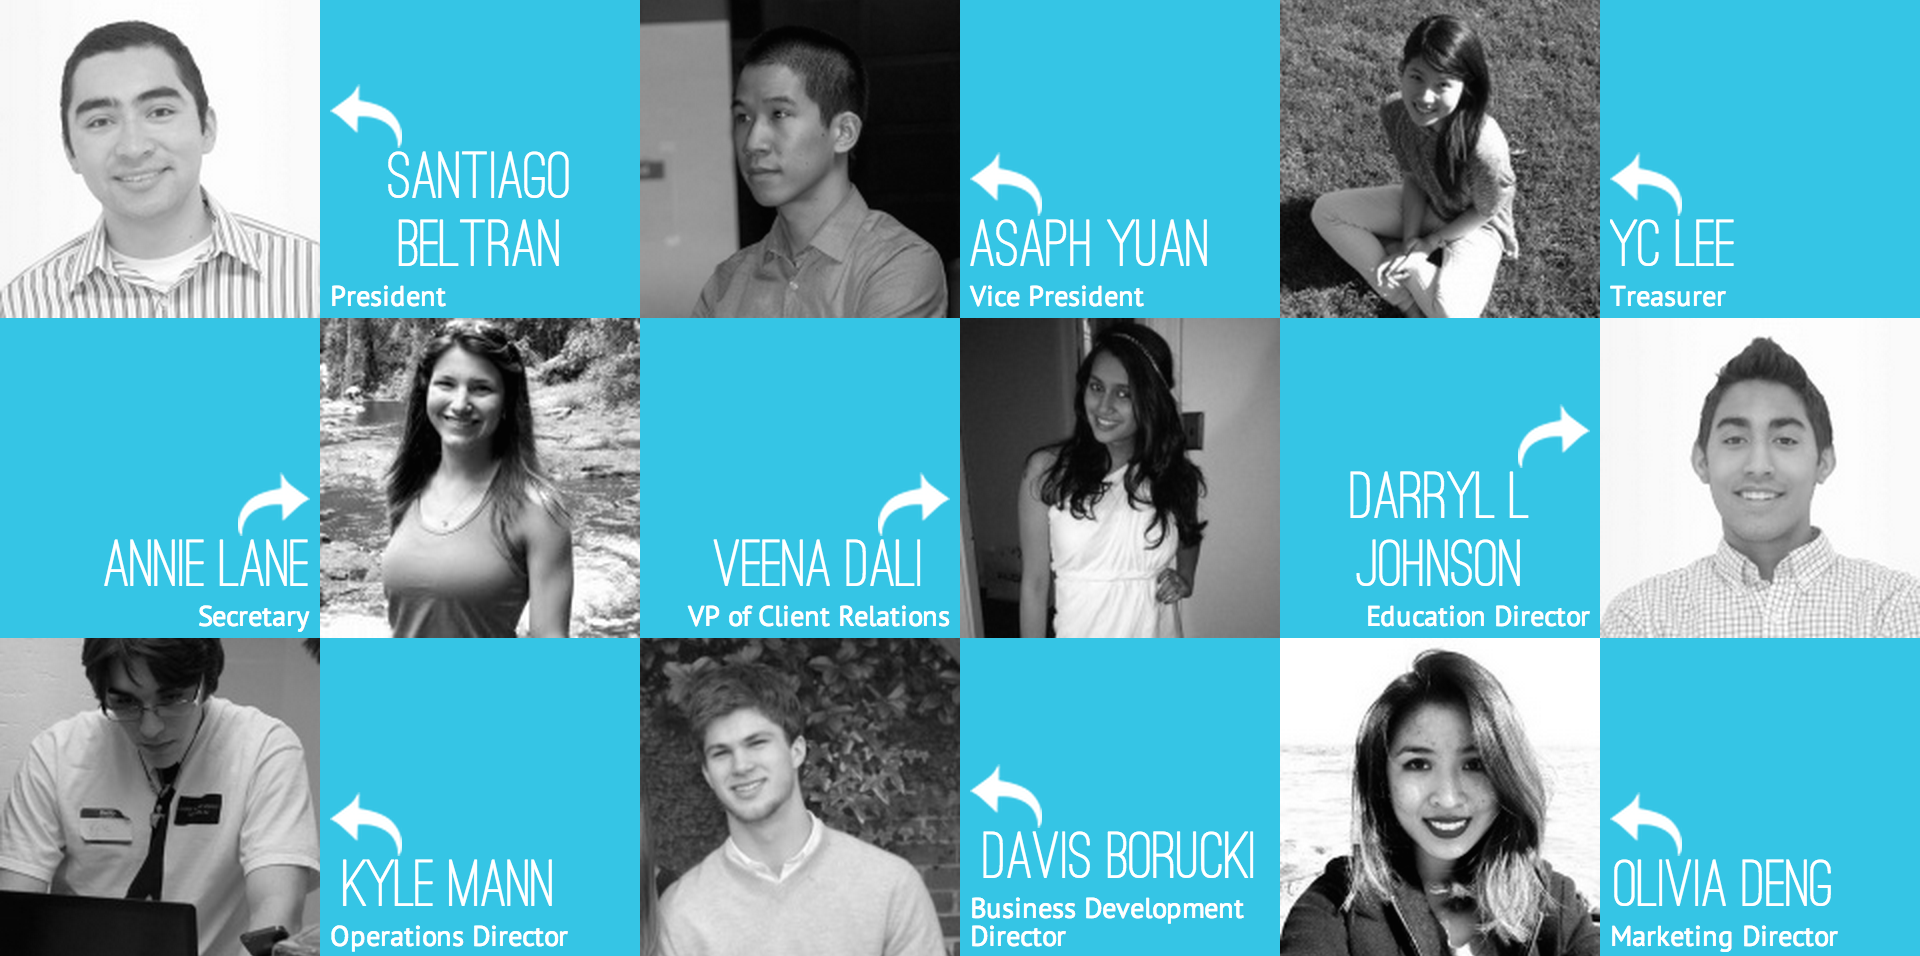 SANTIAGO
BELTRAN
President
ASAPH YUAN
Vice President
YC LEE
Treasurer
ANNIE LANE
Secretary
VEENA DALI
VP of Client Relations
DARRYL L
JOHNSON
Education Director
KYLE MANN
Operations Director
DAVIS BORUCKI
Business Development
Director
OLIVIA DENG
Marketing Director